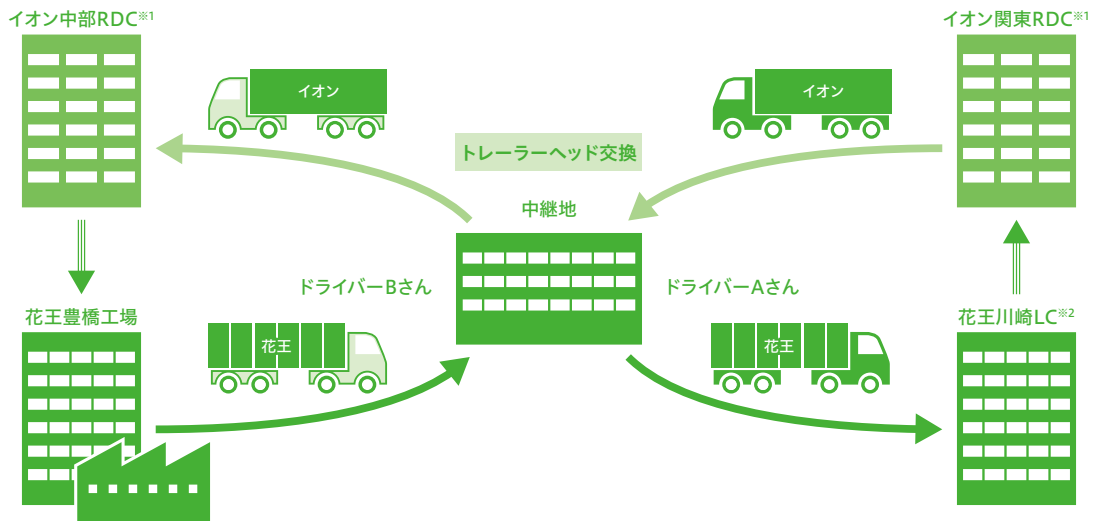 イオン中部RDC※1
イオン関東RDC※1
イオン
イオン
トレーラーヘッド交換
中継地
ドライバーBさん
ドライバーAさん
花王豊橋工場
花王川崎LC※2
花王
花王